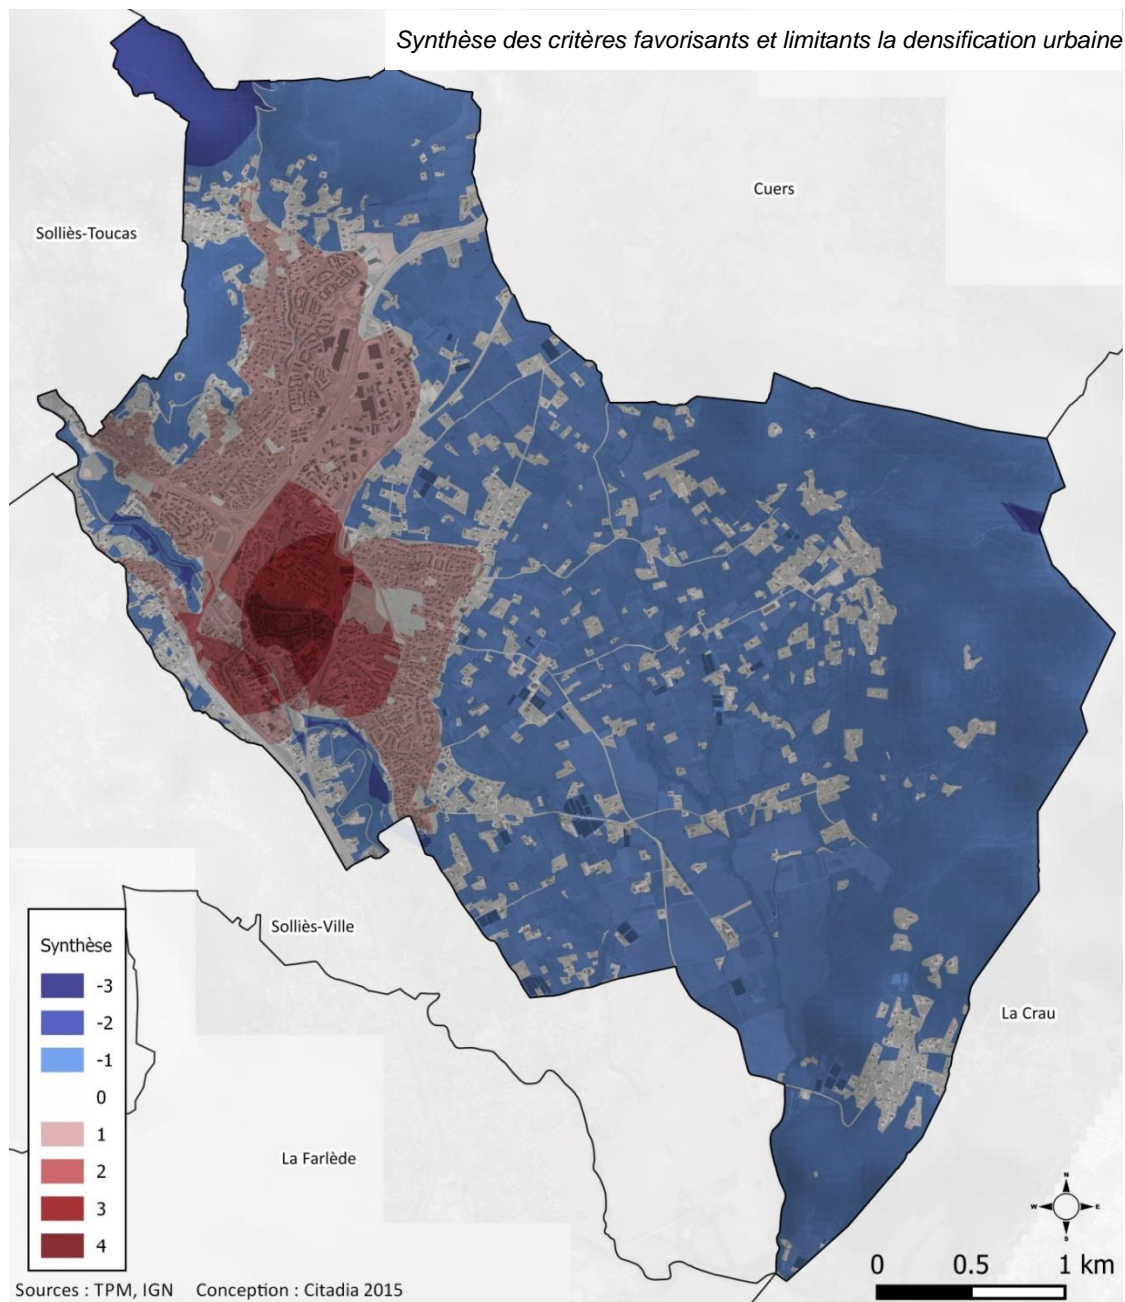 Synthèse des critères favorisants et limitants la densification urbaine
Cuers
Solliès-Toucas
Solliès-Ville
La Crau
La Farlède
Synthèse
-3
-2
-1
0
1
2
3
4
N
W E
S
0 0.5 1 km
Sources : TPM, IGN Conception : Citadia 2015